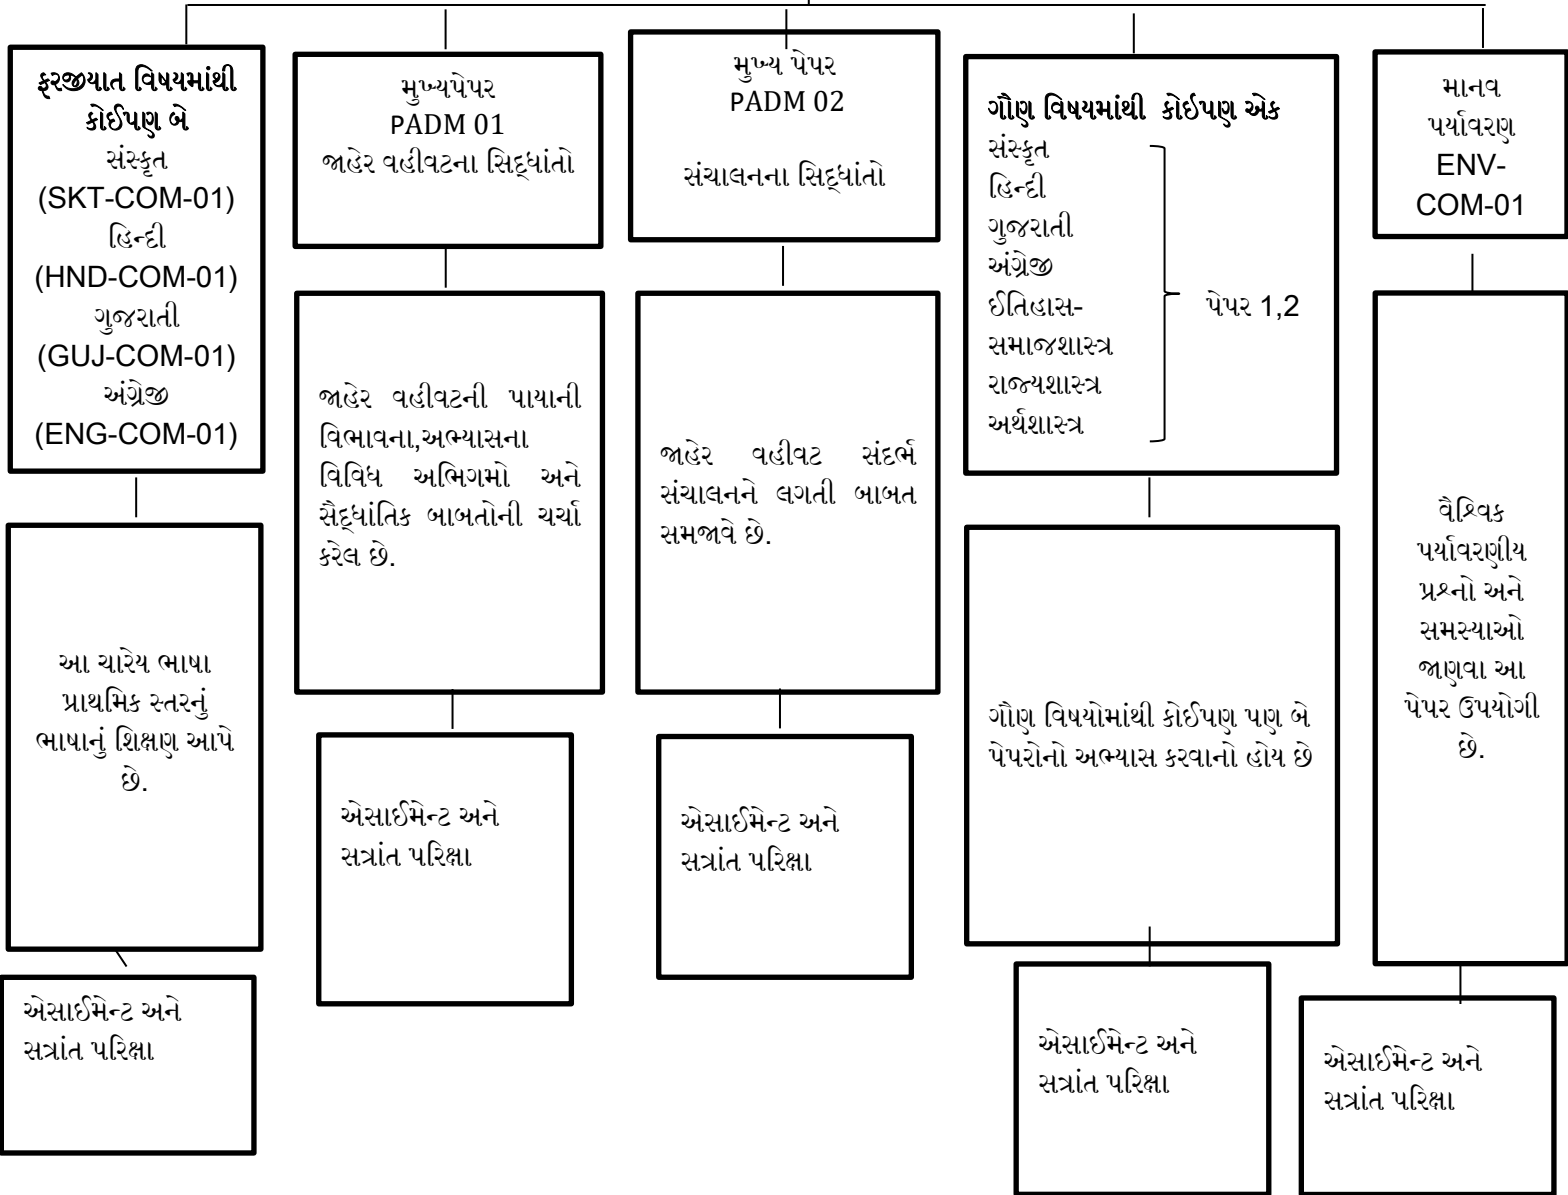 ફરજીયાત વિષયમાંથી
કોઈપણ બે
સંસ્કૃત
(SKT-COM-01)
હિન્દી
(HND-COM-01)
ગુજરાતી
(GUJ-COM-01)
અંગ્રેજી
(ENG-COM-01)
મુખ્યપેપર
PADM 01
જાહેર વહીવટના સિદ્ધાંતો
મુખ્ય પેપર
PADM 02
સંચાલનના સિદ્ધાંતો
ગૌણ વિષયમાંથી કોઇપણ એક
સંસ્કૃત
હિન્દી
ગુજરાતી
અંગ્રેજી
ઈતિહાસ-
સમાજશાસ્ત્ર
રાજ્યશાસ્ત્ર
અર્થશાસ્ત્ર
પેપર 1,2
માનવ
પર્યાવરણ
ENV-
COM-01
આ ચારેય ભાષા
પ્રાથમિક સ્તરનું
ભાષાનું શિક્ષણ આપે
છે.
જાહેર વહીવટની પાયાની
વિભાવના,અભ્યાસના
વિવિધ અભિગમો અને
સૈદ્ધાંતિક બાબતોની ચર્ચા
કરેલ છે.
જાહેર વહીવટ સંદર્ભ
સંચાલનને લગતી બાબત
સમજાવે છે.
ગૌણ વિષયોમાંથી કોઈપણ પણ બે
પેપરોનો અભ્યાસ કરવાનો હોય છે
વૈશ્વિક
પર્યાવરણીય
પ્રશ્નો અને
સમસ્યાઓ
જાણવા આ
પેપર ઉપયોગી
છે.
એસાઈમેન્ટ અને
સત્રાંત પરિક્ષા
એસાઈમેન્ટ અને
સત્રાંત પરિક્ષા
એસાઈમેન્ટ અને
સત્રાંત પરિક્ષા
એસાઈમેન્ટ અને
સત્રાંત પરિક્ષા
એસાઈમેન્ટ અને
સત્રાંત પરિક્ષા